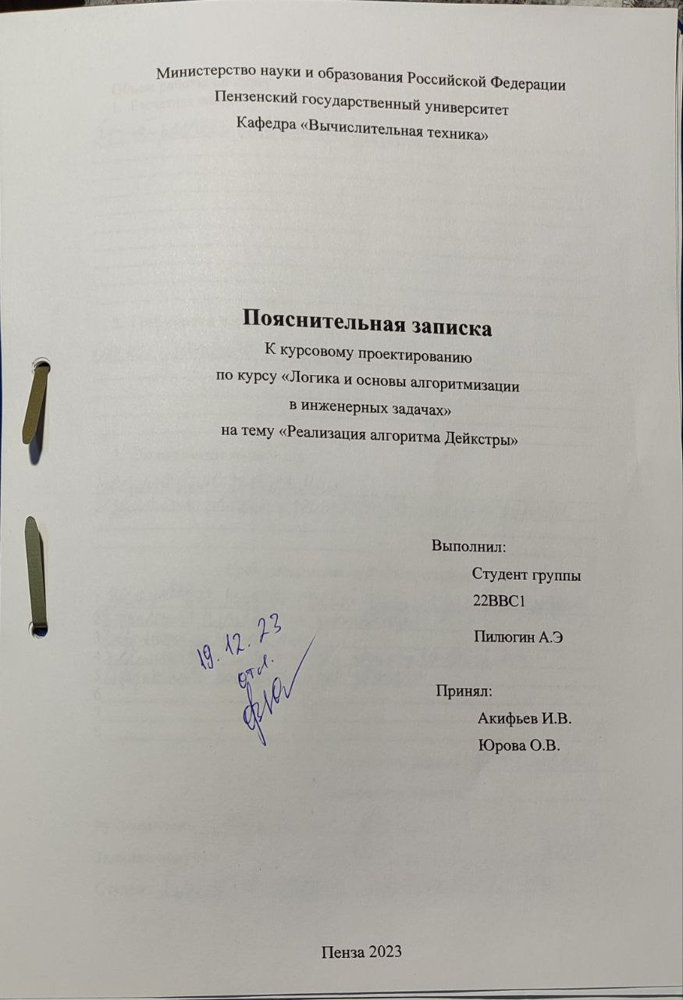 Министерство науки и образования Российской Федерации
Пензенский государственный университет
Кафедра «Вычислительная техника»
Пояснительная записка
К курсовому проектированию
по курсу «Логика и основы алгоритмизации
в инженерных задачах»
на тему «Реализация алгоритма Дейкстры»
Выполнил:
Студент группы
22ВВС1
Пилюгин А.Э
19.12.23
отл.
Принял:
Акифьев И.В.
Юрова О.В.
Пенза 2023